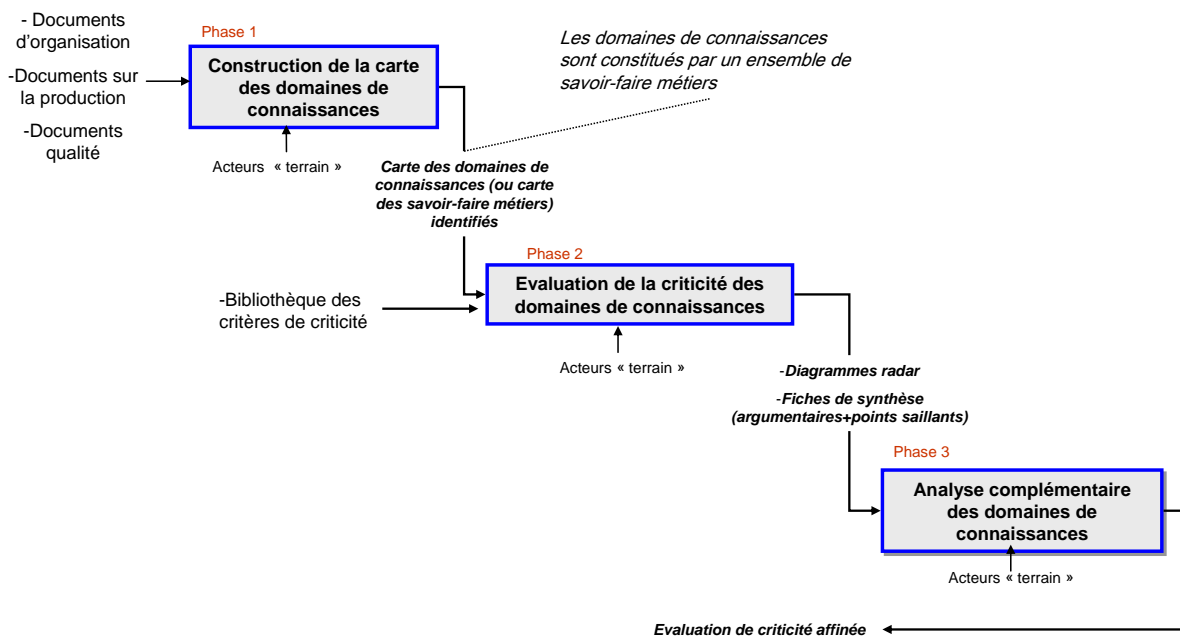 - Documents
d'organisation
-Documents sur
la production
-Documents
qualité
Phase 1
Construction de la carte
des domaines de
connaissances
Acteurs « terrain »
Les domaines de connaissances
sont constitués par un ensemble de
savoir-faire métiers
Carte des domaines de
connaissances (ou carte
des savoir-faire métiers)
identifiés
Phase 2
-Bibliothèque des
critères de criticité
Evaluation de la criticité des
domaines de connaissances
Acteurs « terrain »
-Diagrammes radar
-Fiches de synthèse
(argumentaires+points saillants)
Phase 3
Analyse complémentaire
des domaines de
connaissances
Acteurs « terrain »
Evaluation de criticité affinée